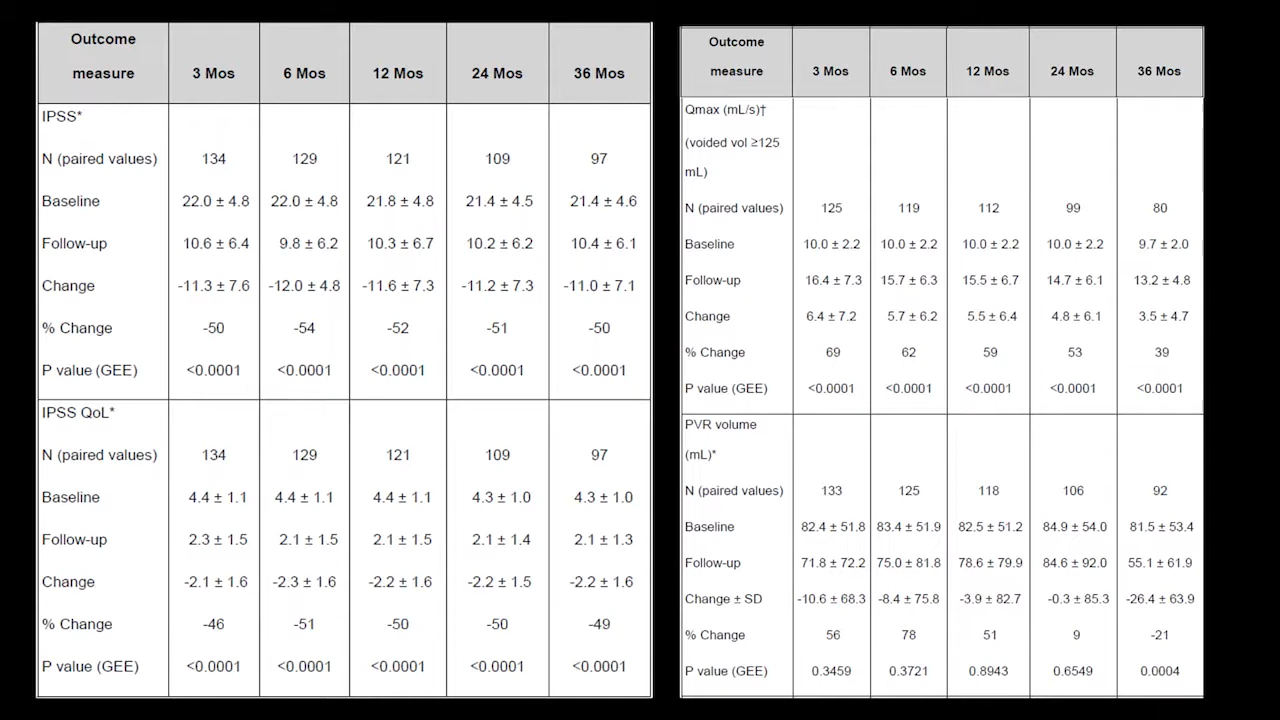 Outcome measure 3 Mos 6 Mos 12 Mos 24 Mos 36 Mos
IPSS*
N (paired values) 134 129 121 109 97
Baseline 22.0 ± 4.8 22.0 ± 4.8 21.8 ± 4.8 21.4 ± 4.5 21.4 ± 4.6
Follow-up 10.6 ± 6.4 9.8 ± 6.2 10.3 ± 6.7 10.2 ± 6.2 10.4 ± 6.1
Change -11.3 ± 7.6 -12.0 ± 4.8 -11.6 ± 7.3 -11.2 ± 7.3 -11.0 ± 7.1
% Change -50 -54 -52 -51 -50
P value (GEE) <0.0001 <0.0001 <0.0001 <0.0001 <0.0001
IPSS QoL*
N (paired values) 134 129 121 109 97
Baseline 4.4 ± 1.1 4.4 ± 1.1 4.4 ± 1.1 4.3 ± 1.0 4.3 ± 1.0
Follow-up 2.3 ± 1.5 2.1 ± 1.5 2.1 ± 1.5 2.1 ± 1.4 2.1 ± 1.3
Change -2.1 ± 1.6 -2.3 ± 1.6 -2.2 ± 1.6 -2.2 ± 1.5 -2.2 ± 1.6
% Change -46 -51 -50 -50 -49
P value (GEE) <0.0001 <0.0001 <0.0001 <0.0001 <0.0001
Outcome measure 3 Mos 6 Mos 12 Mos 24 Mos 36 Mos
Qmax (mL/s)†
(voided vol ≥125
mL)
N (paired values) 125 119 112 99 80
Baseline 10.0 ± 2.2 10.0 ± 2.2 10.0 ± 2.2 10.0 ± 2.2 9.7 ± 2.0
Follow-up 16.4 ± 7.3 15.7 ± 6.3 15.5 ± 6.7 14.7 ± 6.1 13.2 ± 4.8
Change 6.4 ± 7.2 5.7 ± 6.2 5.5 ± 6.4 4.8 ± 6.1 3.5 ± 4.7
% Change 69 62 59 53 39
P value (GEE) <0.0001 <0.0001 <0.0001 <0.0001 <0.0001
PVR volume
(mL)*
N (paired values) 133 125 118 106 92
Baseline 82.4 ± 51.8 83.4 ± 51.9 82.5 ± 51.2 84.9 ± 54.0 81.5 ± 53.4
Follow-up 71.8 ± 72.2 75.0 ± 81.8 78.6 ± 79.9 84.6 ± 92.0 55.1 ± 61.9
Change ± SD -10.6 ± 68.3 -8.4 ± 75.8 -3.9 ± 82.7 -0.3 ± 85.3 -26.4 ± 63.9
% Change 56 78 51 9 -21
P value (GEE) 0.3459 0.3721 0.8943 0.6549 0.0004